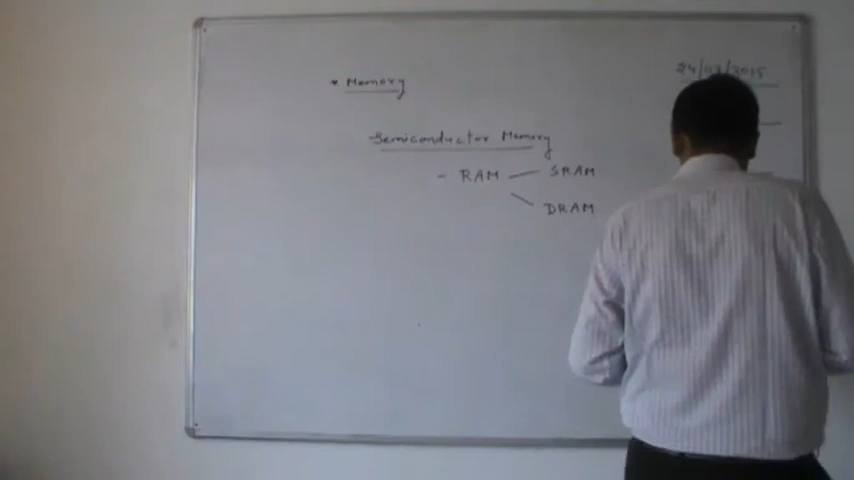 24/03/2015
* Memory
Semiconductor Memory
- RAM SRAM
DRAM